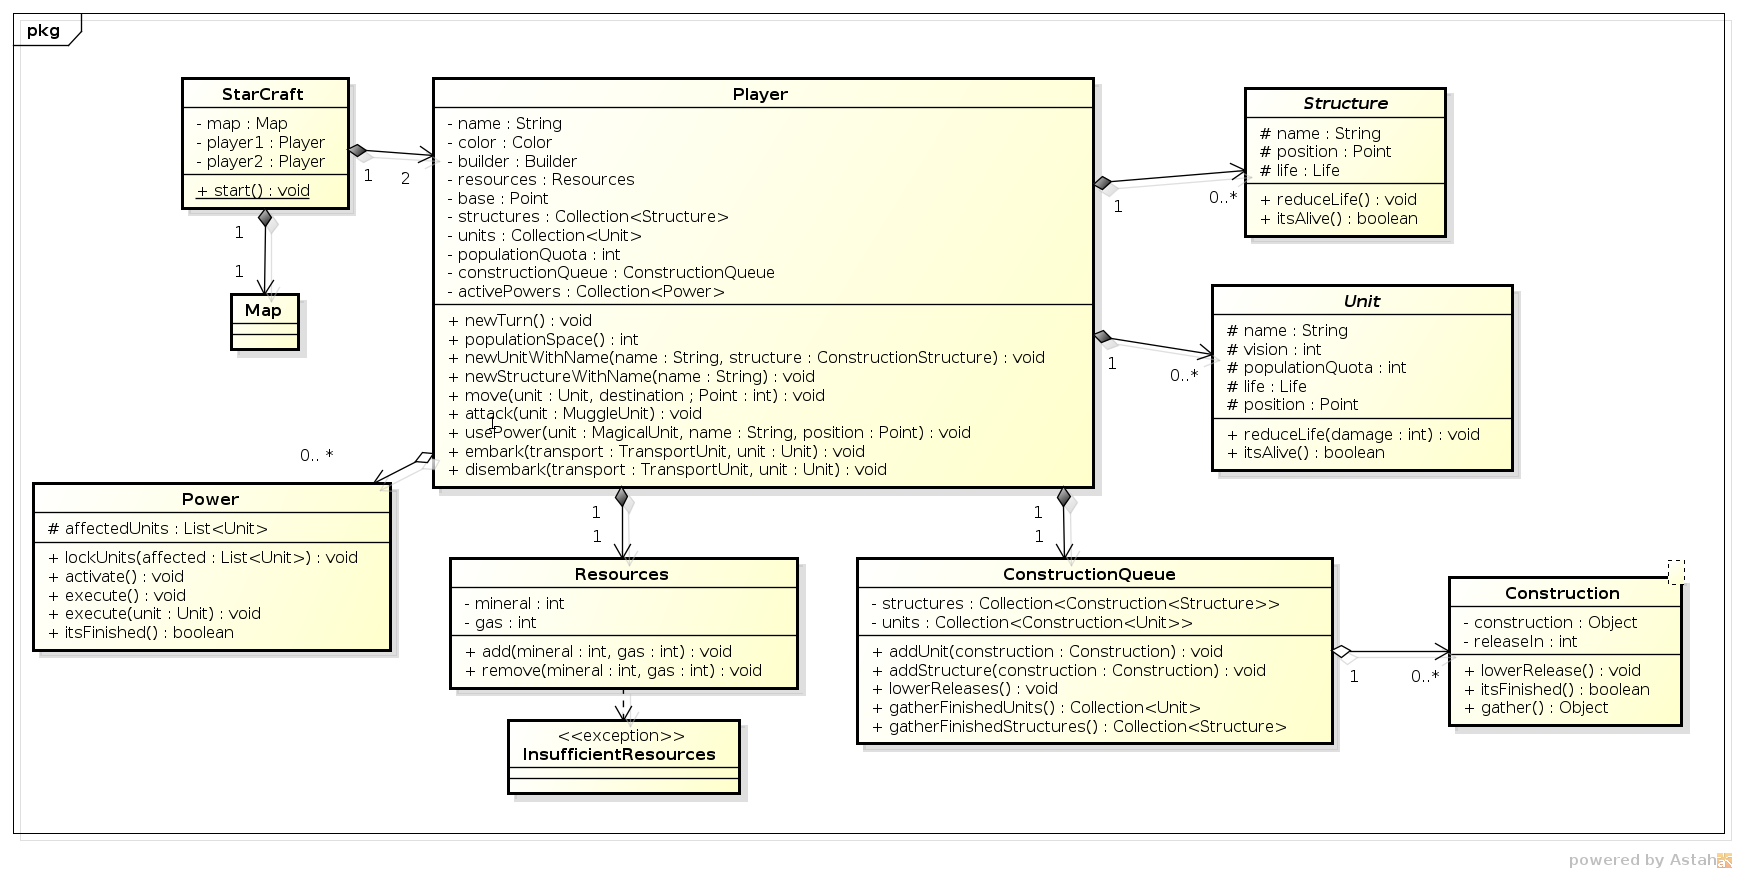 pkg
StarCraft
- map : Map
- player1 : Player
- player2 : Player
+ start() : void
1
2
1
1
Map
Player
- name : String
- color : Color
- builder : Builder
- resources : Resources
- base : Point
- structures : Collection<Structure>
- units : Collection<Unit>
- populationQuota : int
- constructionQueue : ConstructionQueue
- activePowers : Collection<Power>
+ newTurn() : void
+ populationSpace() : int
+ newUnitWithName(name : String, structure : ConstructionStructure) : void
+ newStructureWithName(name : String) : void
+ move(unit : Unit, destination ; Point : int) : void
+ attack(unit : MuggleUnit) : void
+ usePower(unit : MagicalUnit, name : String, position : Point) : void
+ embark(transport : TransportUnit, unit : Unit) : void
+ disembark(transport : TransportUnit, unit : Unit) : void
1
0.. *
1
0..*
Structure
# name : String
# position : Point
# life : Life
+ reduceLife() : void
+ itsAlive() : boolean
1
0..*
Unit
# name : String
# vision : int
# populationQuota : int
# life : Life
# position : Point
+ reduceLife(damage : int) : void
+ itsAlive() : boolean
Power
# affectedUnits : List<Unit>
+ lockUnits(affected : List<Unit>) : void
+ activate() : void
+ execute() : void
+ execute(unit : Unit) : void
+ itsFinished() : boolean
1
1
Resources
- mineral : int
- gas : int
+ add(mineral : int, gas : int) : void
+ remove(mineral : int, gas : int) : void
<<exception>>
InsufficientResources
1
1
ConstructionQueue
- structures : Collection<Construction<Structure>>
- units : Collection<Construction<Unit>>
+ addUnit(construction : Construction) : void
+ addStructure(construction : Construction) : void
+ lowerReleases() : void
+ gatherFinishedUnits() : Collection<Unit>
+ gatherFinishedStructures() : Collection<Structure>
1
0..*
Construction
- construction : Object
- releaseIn : int
+ lowerRelease() : void
+ itsFinished() : boolean
+ gather() : Object
powered by Astah